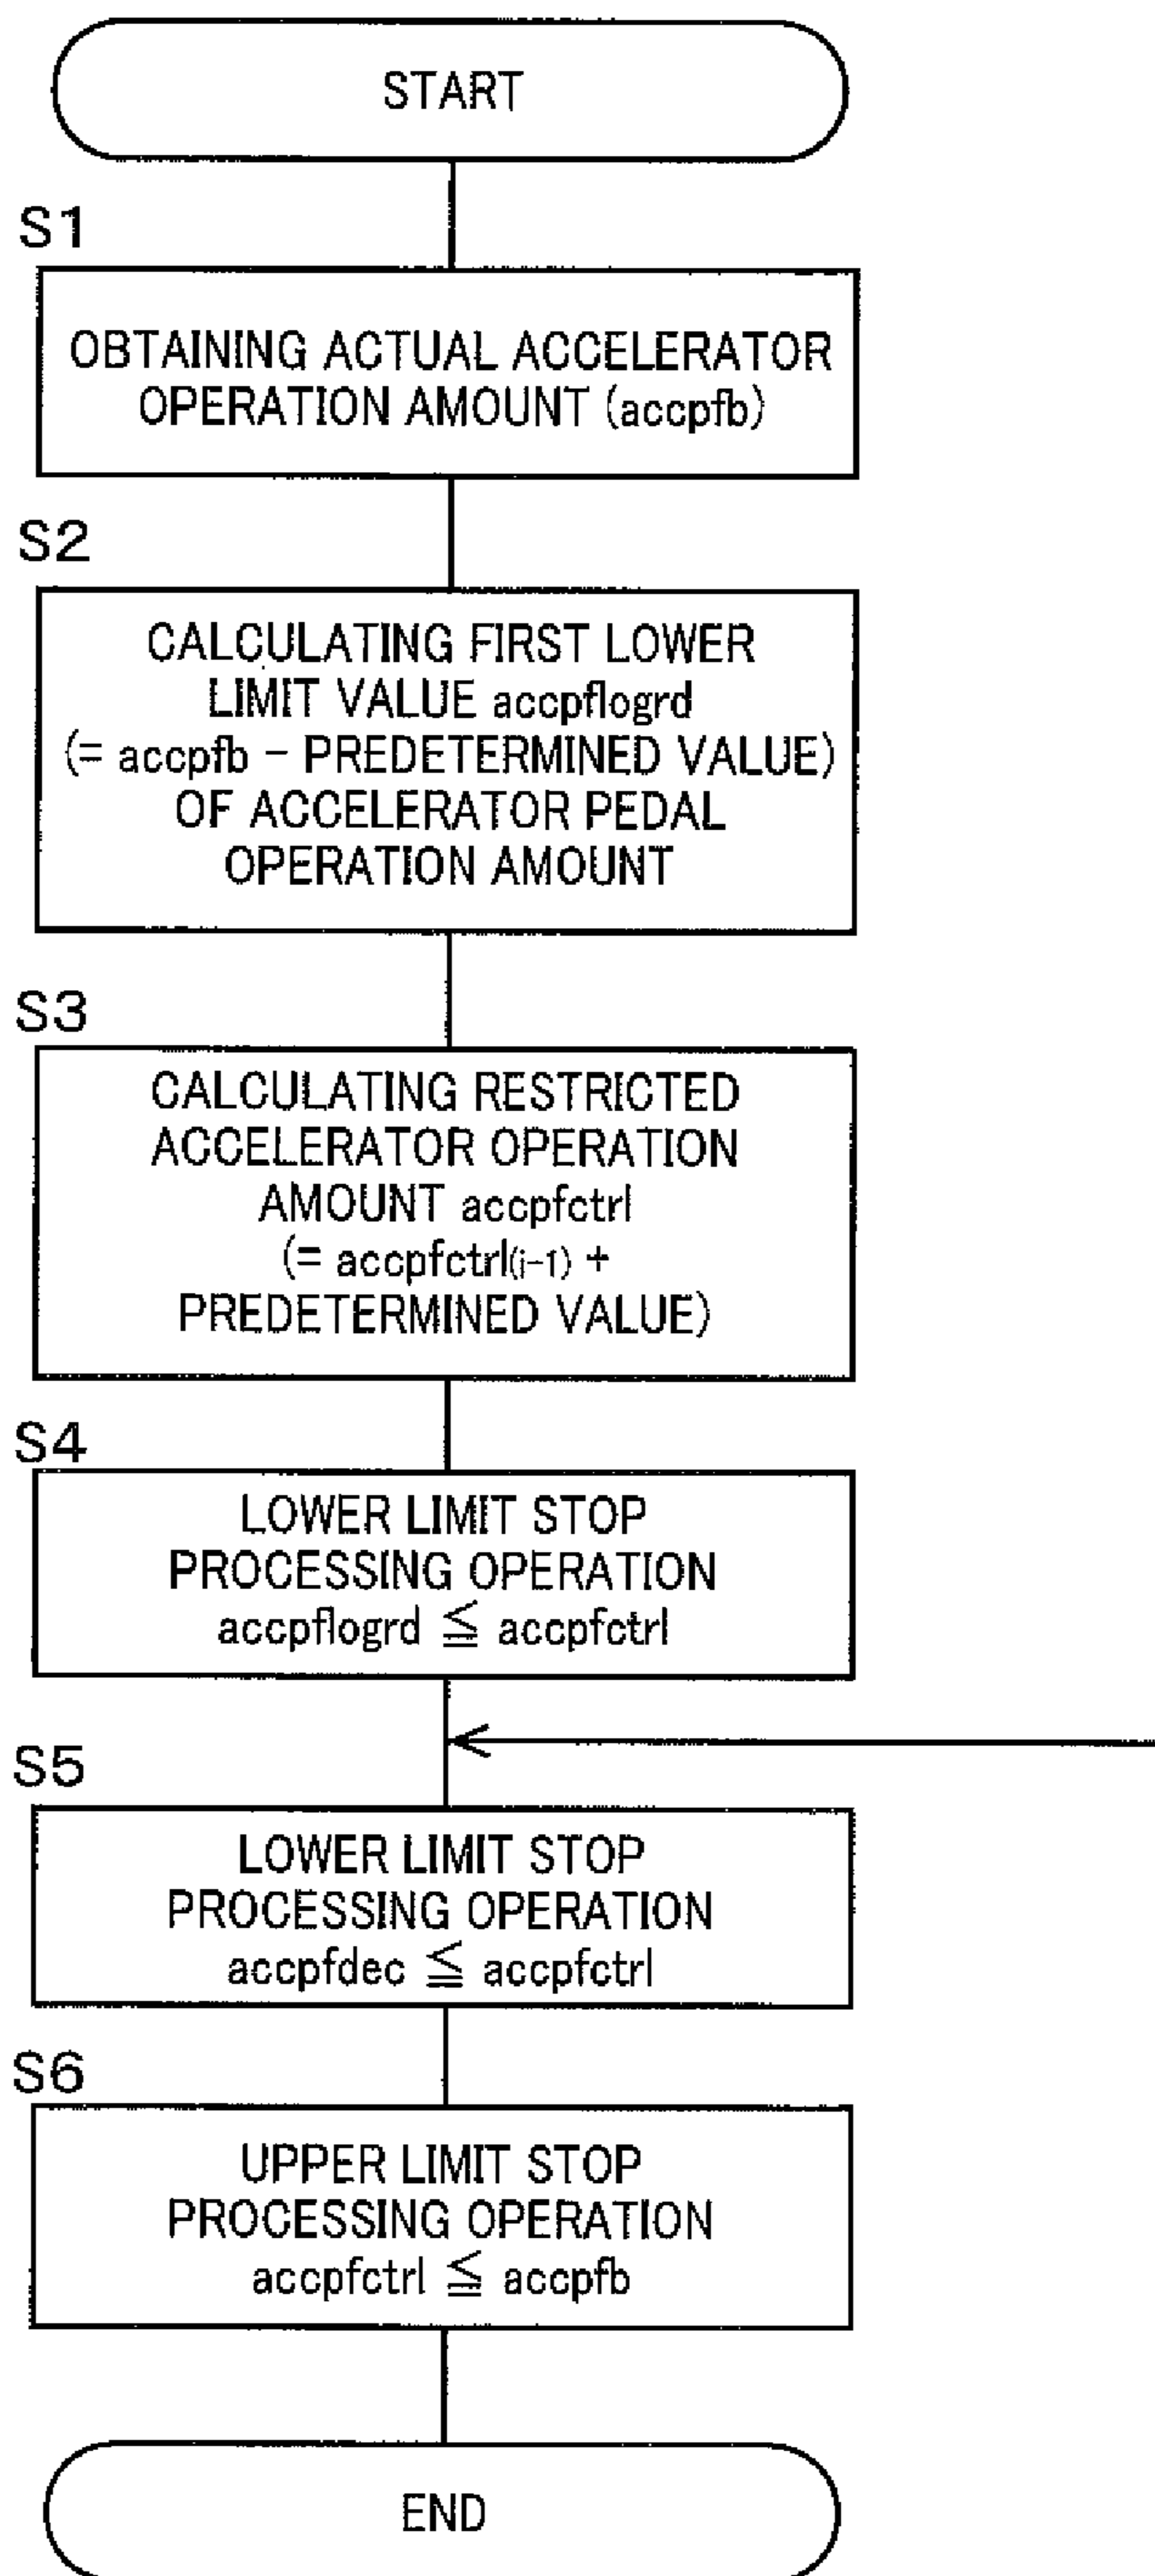 START
S1
OBTAINING ACTUAL ACCELERATOR
OPERATION AMOUNT (accpfb)
S2
CALCULATING FIRST LOWER
LIMIT VALUE accpflogrd
(= accpfb − PREDETERMINED VALUE)
OF ACCELERATOR PEDAL
OPERATION AMOUNT
S3
CALCULATING RESTRICTED
ACCELERATOR OPERATION
AMOUNT accpfctrl
(= accpfctrl(i-1) +
PREDETERMINED VALUE)
S4
LOWER LIMIT STOP
PROCESSING OPERATION
accpflogrd ≦ accpfctrl
S5
LOWER LIMIT STOP
PROCESSING OPERATION
accpfdec ≦ accpfctrl
S6
UPPER LIMIT STOP
PROCESSING OPERATION
accpfctrl ≦ accpfb
END